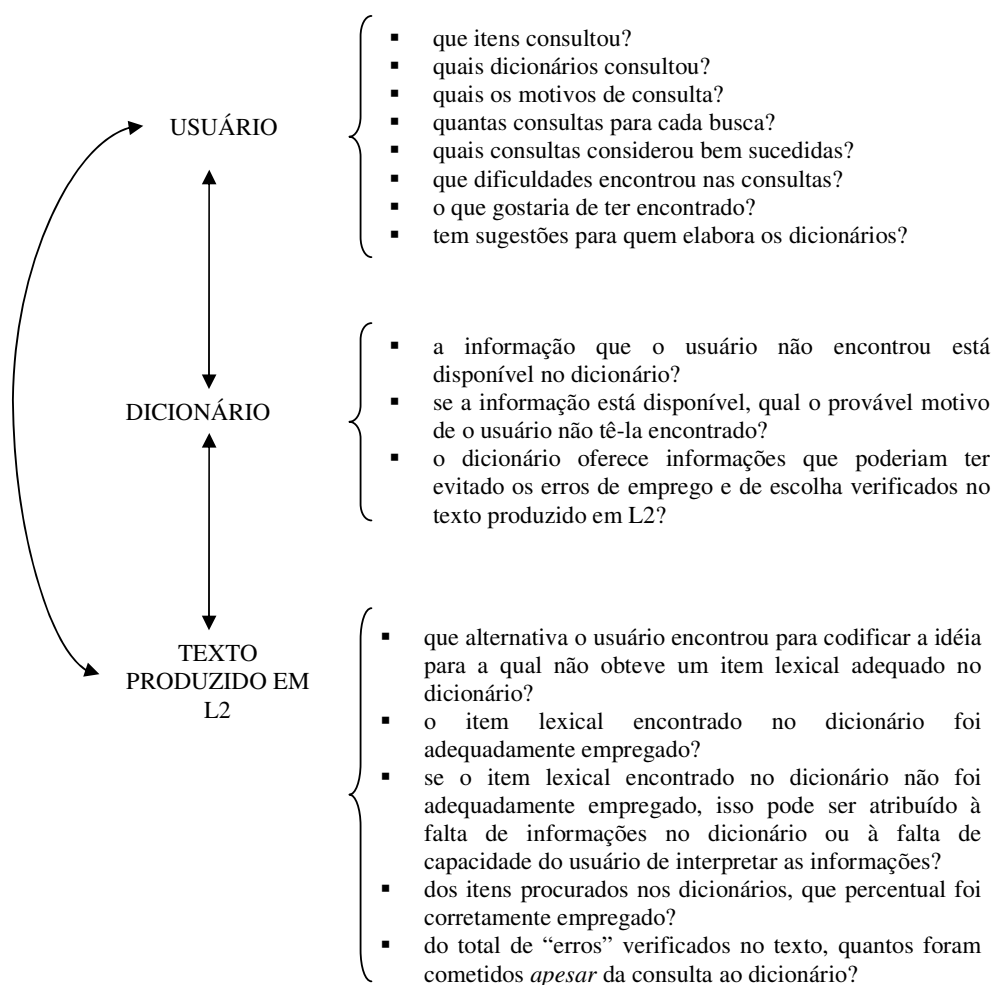 ▪ que itens consultou?
▪ quais dicionários consultou?
▪ quais os motivos de consulta?
USUÁRIO
▪ quantas consultas para cada busca?
▪ quais consultas considerou bem sucedidas?
▪ que dificuldades encontrou nas consultas?
▪ o que gostaria de ter encontrado?
▪ tem sugestões para quem elabora os dicionários?
DICIONÁRIO
▪ a informação que o usuário não encontrou está
disponível no dicionário?
▪ se a informação está disponível, qual o provável motivo
de o usuário não tê-la encontrado?
▪ o dicionário oferece informações que poderiam ter
evitado os erros de emprego e de escolha verificados no
texto produzido em L2?
TEXTO
PRODUZIDO EM
L2
▪ que alternativa o usuário encontrou para codificar a idéia
para a qual não obteve um item lexical adequado no
dicionário?
▪ o item lexical encontrado no dicionário foi
adequadamente empregado?
▪ se o item lexical encontrado no dicionário não foi
adequadamente empregado, isso pode ser atribuído à
falta de informações no dicionário ou à falta de
capacidade do usuário de interpretar as informações?
▪ dos itens procurados nos dicionários, que percentual foi
corretamente empregado?
▪ do total de “erros” verificados no texto, quantos foram
cometidos apesar da consulta ao dicionário?